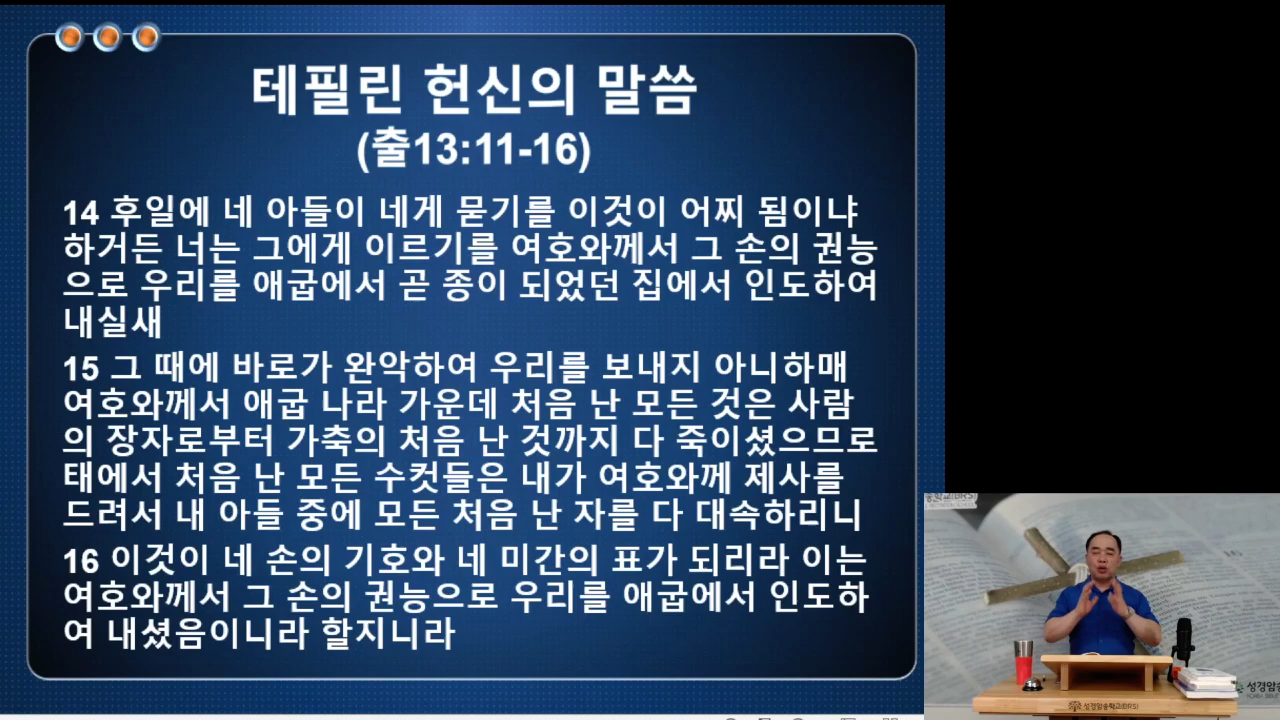 테필린 헌신의 말씀
(출13:11-16)
14 후일에 네 아들이 네게 묻기를 이것이 어찌 됨이냐
하거든 너는 그에게 이르기를 여호와께서 그 손의 권능
으로 우리를 애굽에서 곧 종이 되었던 집에서 인도하여
내실새
15 그 때에 바로가 완악하여 우리를 보내지 아니하매
여호와께서 애굽 나라 가운데 처음 난 모든 것은 사람
의 장자로부터 가축의 처음 난 것까지 다 죽이셨으므로
태에서 처음 난 모든 수컷들은 내가 여호와께 제사를
드려서 내 아들 중에 모든 처음 난 자를 다 대속하리니
16 이것이 네 손의 기호와 네 미간의 표가 되리라 이는
여호와께서 그 손의 권능으로 우리를 애굽에서 인도하
여 내셨음이니라 할지니라
성경암송학교(BRS)
성경암송